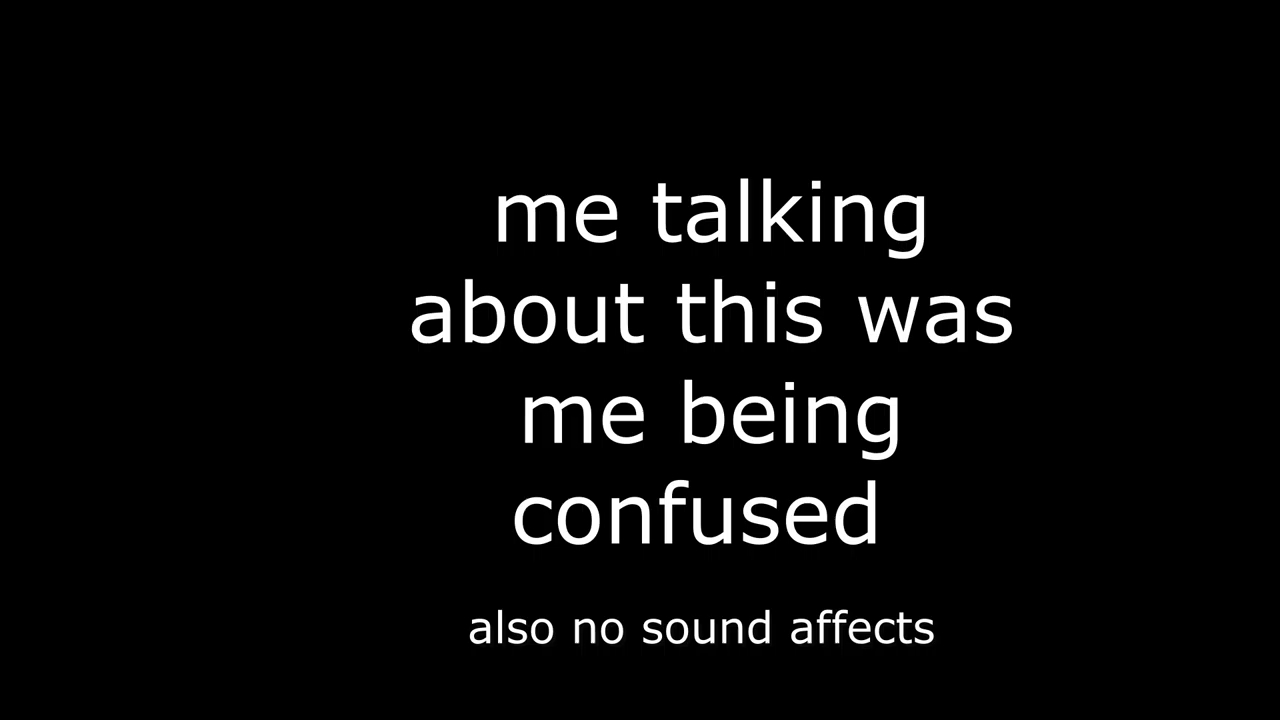 me talking
about this was
me being
confused
also no sound affects